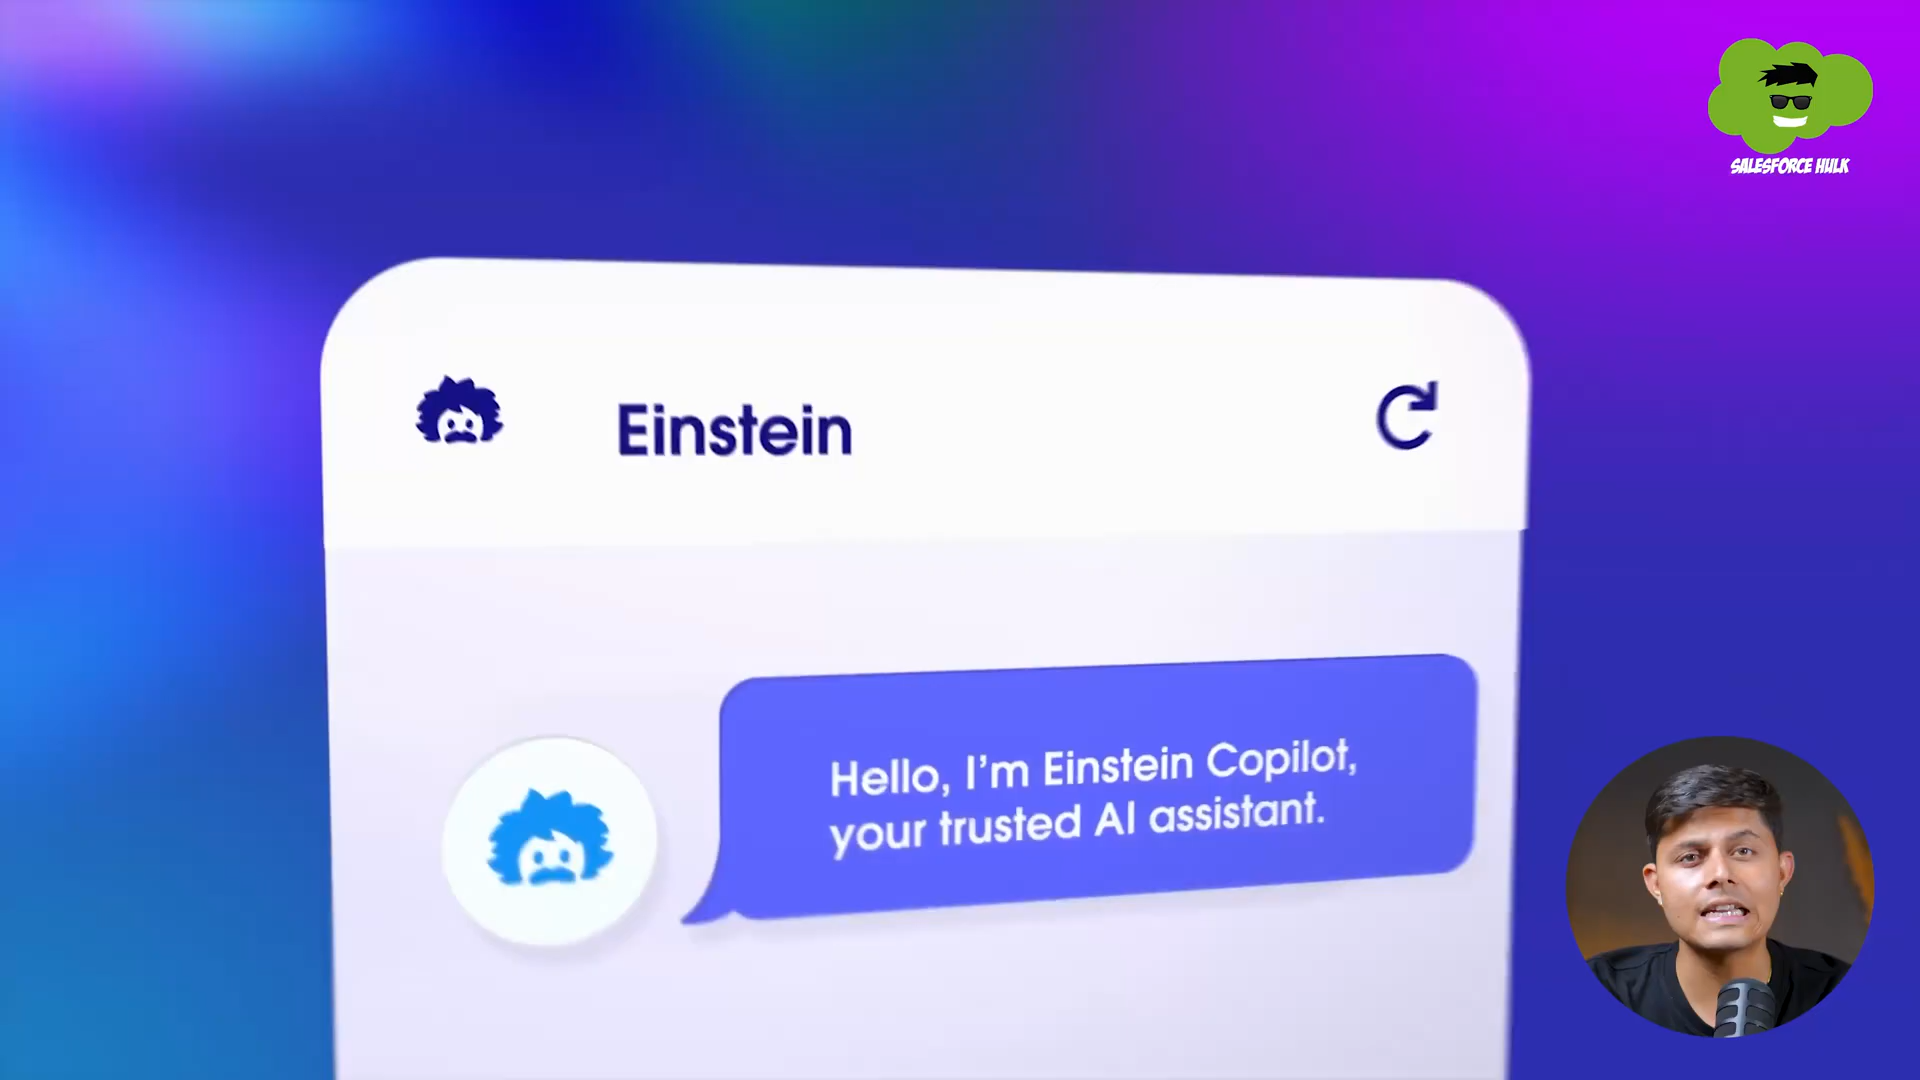 SALESFORCE HULK
Einstein
Hello, I'm Einstein Copilot,
your trusted AI assistant.